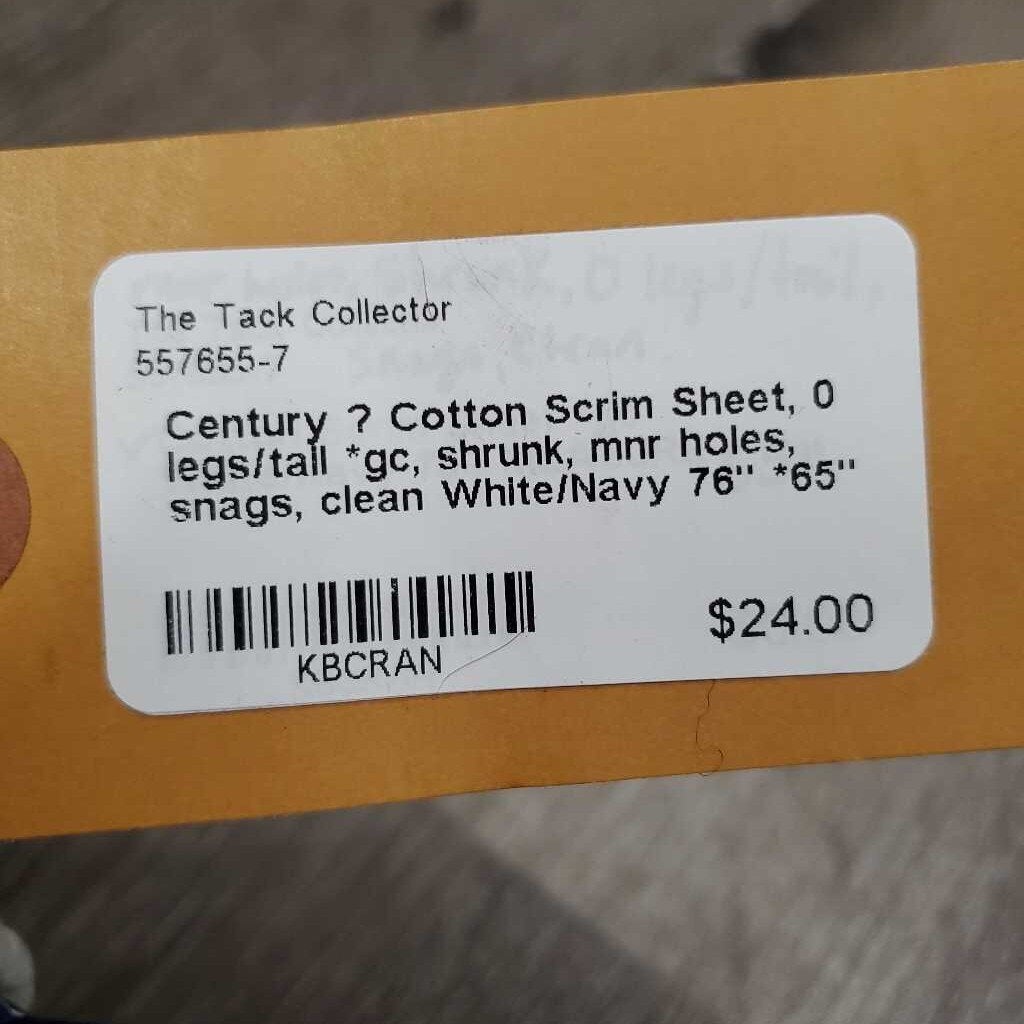 The Tack Collector
557655-7
Century ? Cotton Scrim Sheet, 0
legs/tail *gc, shrunk, mnr holes,
snags, clean White/Navy 76" *65"
KBCRAN
$24.00